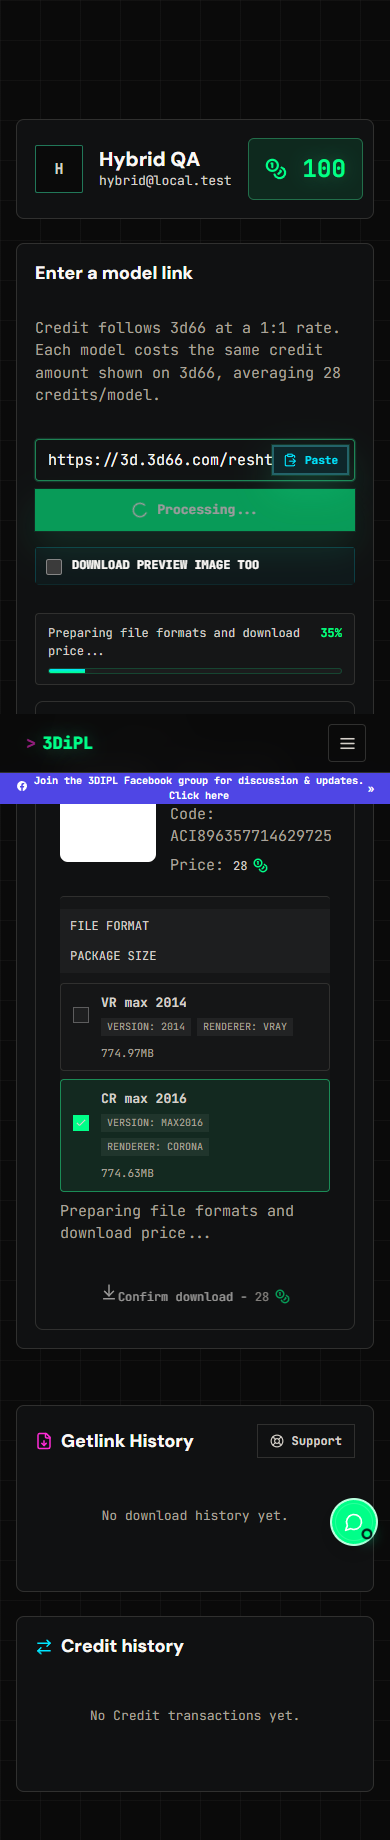 H
Hybrid QA
hybrid@local.test
100
Enter a model link
Credit follows 3d66 at a 1:1 rate.
Each model costs the same credit
amount shown on 3d66, averaging 28
credits/model.
https://3d.3d66.com/resht
Paste
Processing...
DOWNLOAD PREVIEW IMAGE TOO
Preparing file formats and download
price...
35%
> 3DiPL
Join the 3DIPL Facebook group for discussion & updates.
Click here
»
Code:
ACI896357714629725
Price: 28
FILE FORMAT
PACKAGE SIZE
VR max 2014
VERSION: 2014
RENDERER: VRAY
774.97MB
CR max 2016
VERSION: MAX2016
RENDERER: CORONA
774.63MB
Preparing file formats and
download price...
Confirm download - 28
Getlink History
Support
No download history yet.
Credit history
No Credit transactions yet.